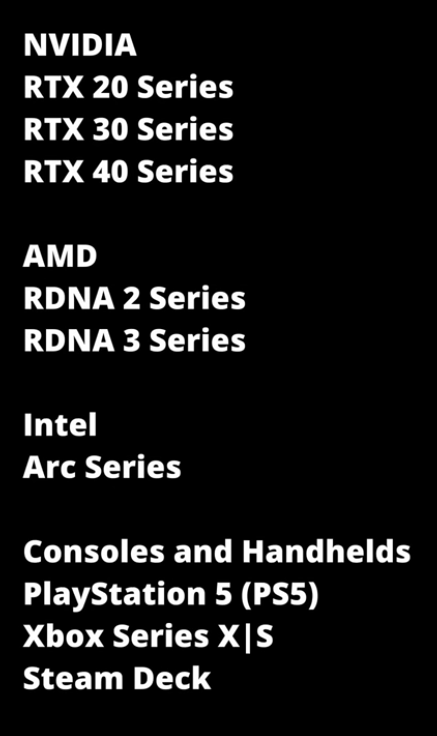 NVIDIA
RTX 20 Series
RTX 30 Series
RTX 40 Series
AMD
RDNA 2 Series
RDNA 3 Series
Intel
Arc Series
Consoles and Handhelds
PlayStation 5 (PS5)
Xbox Series X|S
Steam Deck